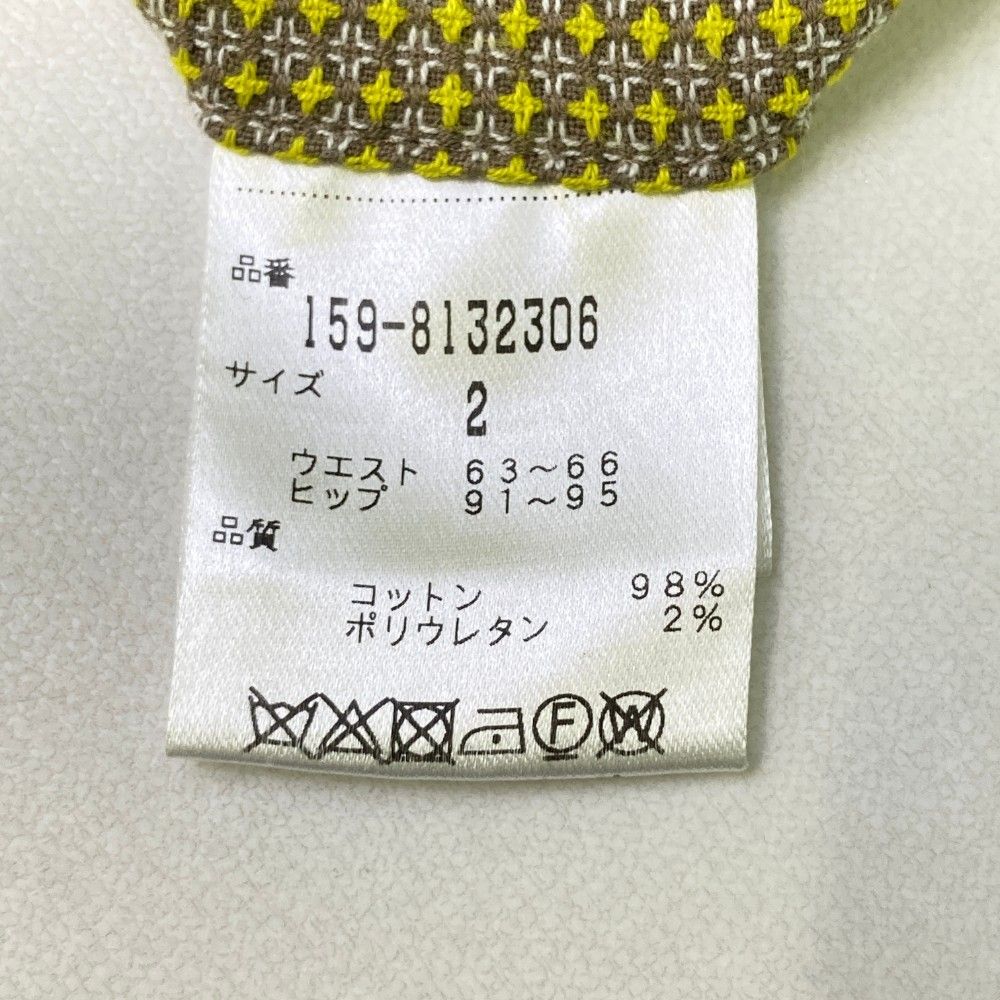 品番
159-8132306
サイズ
2
ウエスト 63〜66
ヒップ 91〜95
品質
コットン 98%
ポリウレタン 2%
F W